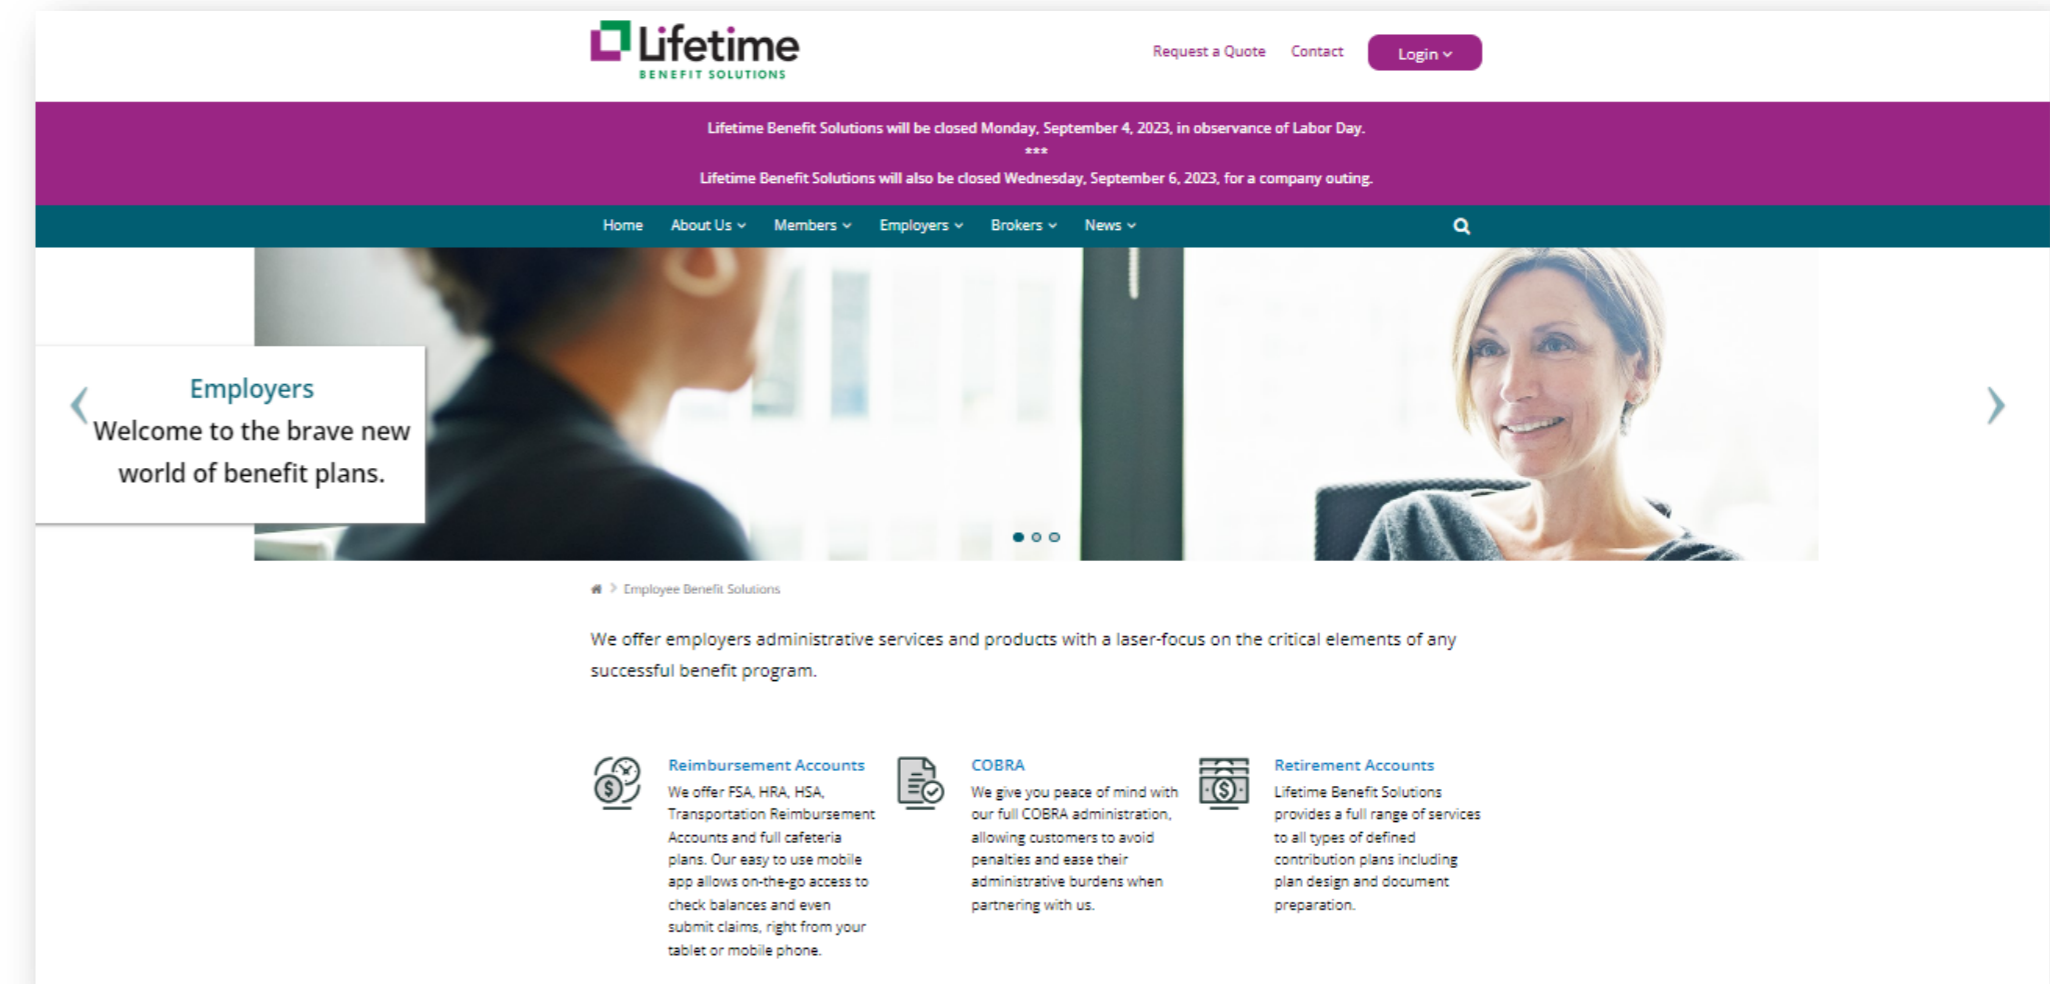 Lifetime
BENEFIT SOLUTIONS
Request a Quote
Contact
Login
Lifetime Benefit Solutions will be closed Monday, September 4, 2023, in observance of Labor Day.
***
Lifetime Benefit Solutions will also be closed Wednesday, September 6, 2023, for a company outing.
Home
About Us
Members
Employers
Brokers
News
Employers
Welcome to the brave new
world of benefit plans.
Employee Benefit Solutions
We offer employers administrative services and products with a laser-focus on the critical elements of any
successful benefit program.
Reimbursement Accounts
We offer FSA, HRA, HSA,
Transportation Reimbursement
Accounts and full cafeteria
plans. Our easy to use mobile
app allows on-the-go access to
check balances and even
submit claims, right from your
tablet or mobile phone.
COBRA
We give you peace of mind with
our full COBRA administration,
allowing customers to avoid
penalties and ease their
administrative burdens when
partnering with us.
Retirement Accounts
Lifetime Benefit Solutions
provides a full range of services
to all types of defined
contribution plans including
plan design and document
preparation.